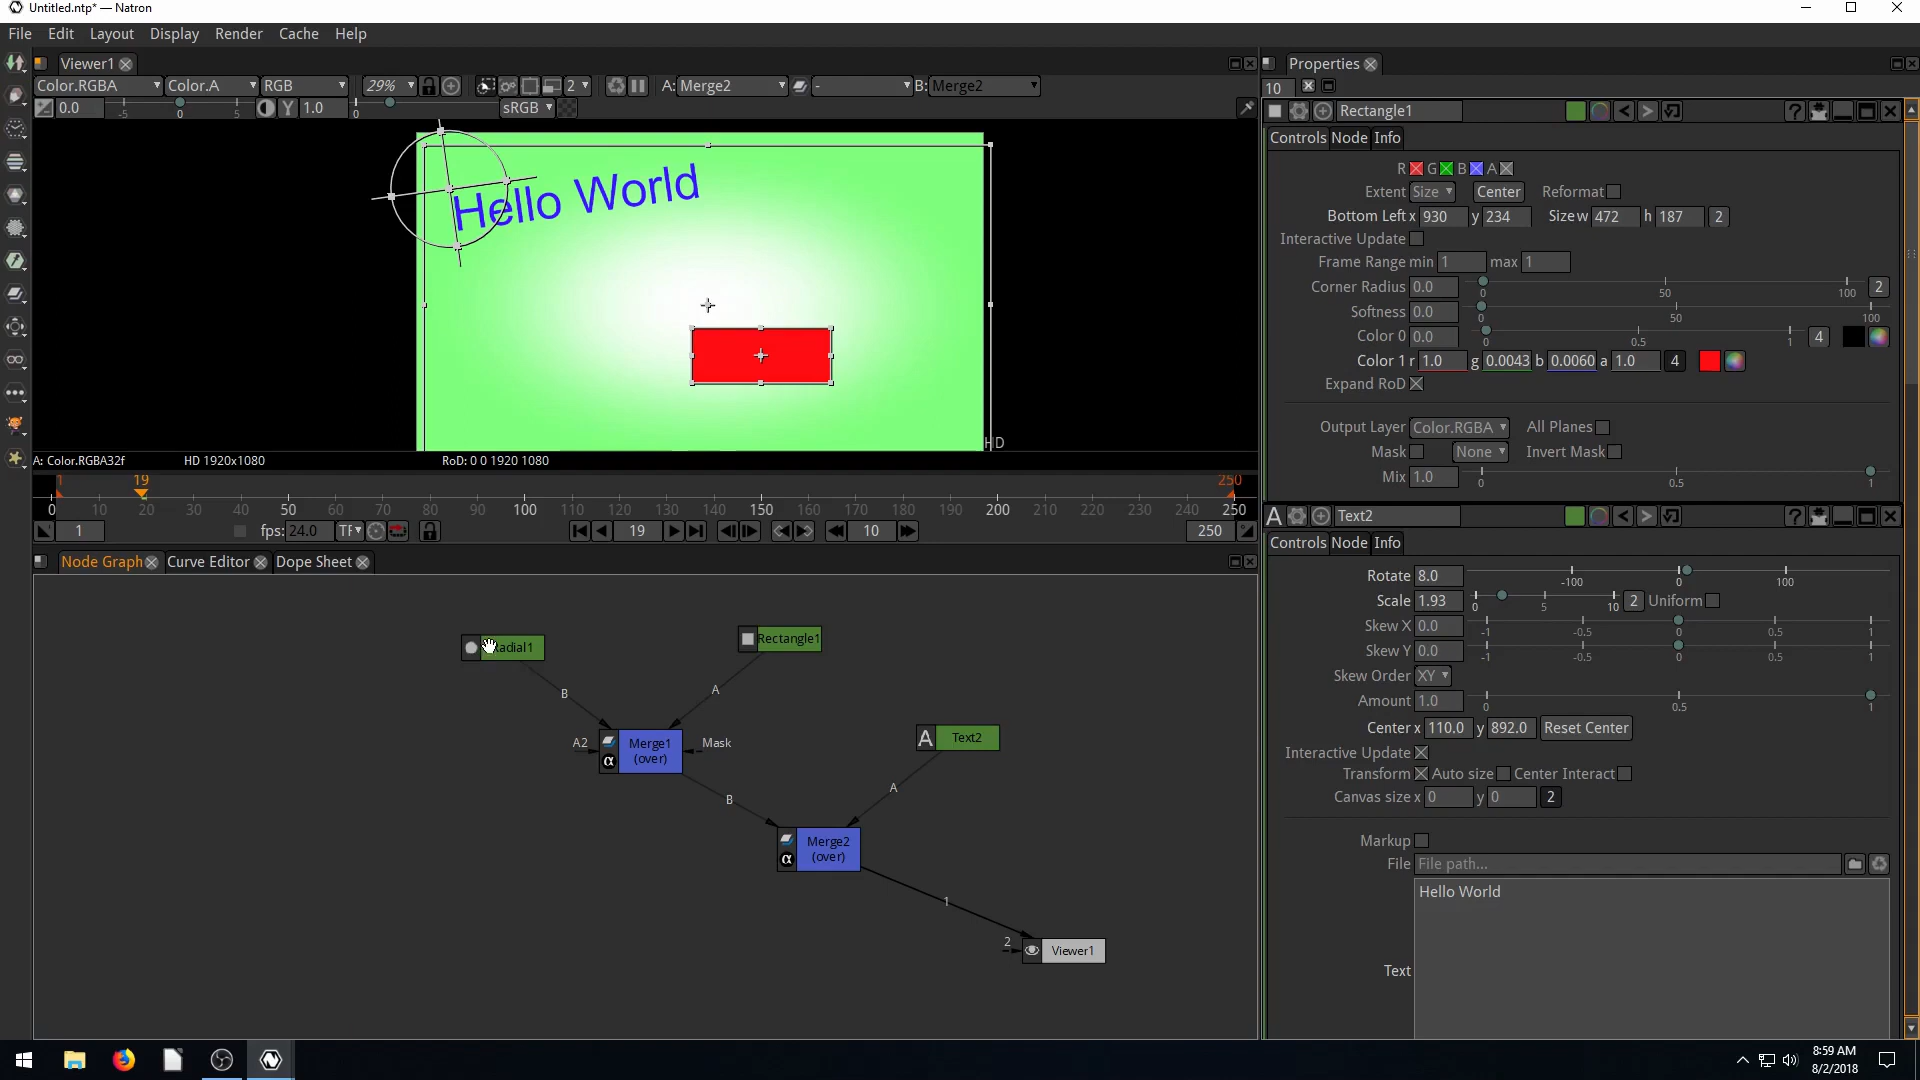 Untitled.ntp* — Natron
File Edit Layout Display Render Cache Help
Viewer1
Color.RGBA Color.A RGB 29% 2 A: Merge2 - B: Merge2
0.0 -5 0 5 Y 1.0 0 sRGB
Hello World
HD
A: Color.RGBA32f HD 1920x1080 RoD: 0 0 1920 1080
1 19 250
0 10 20 30 40 50 60 70 80 90 100 110 120 130 140 150 160 170 180 190 200 210 220 230 240 250
1 fps: 24.0 TF 19 10 250
Node Graph Curve Editor Dope Sheet
Rectangle1
adial1
B A
A2 Merge1 Mask
(over)
Text2
B A
Merge2
(over)
1
2 Viewer1
Properties
10
Rectangle1
Controls Node Info
R G B A
Extent Size Center Reformat
Bottom Left x 930 y 234 Size w 472 h 187 2
Interactive Update
Frame Range min 1 max 1
Corner Radius 0.0 0 50 100 2
Softness 0.0 0 50 100
Color 0 0.0 0 0.5 1 4
Color 1 r 1.0 g 0.0043 b 0.0060 a 1.0 4
Expand RoD
Output Layer Color.RGBA All Planes
Mask None Invert Mask
Mix 1.0 0 0.5 1
A Text2
Controls Node Info
Rotate 8.0 -100 0 100
Scale 1.93 0 5 10 2 Uniform
Skew X 0.0 -1 -0.5 0 0.5 1
Skew Y 0.0 -1 -0.5 0 0.5 1
Skew Order XY
Amount 1.0 0 0.5 1
Center x 110.0 y 892.0 Reset Center
Interactive Update
Transform Auto size Center Interact
Canvas size x 0 y 0 2
Markup
File File path...
Hello World
Text
8:59 AM
8/2/2018